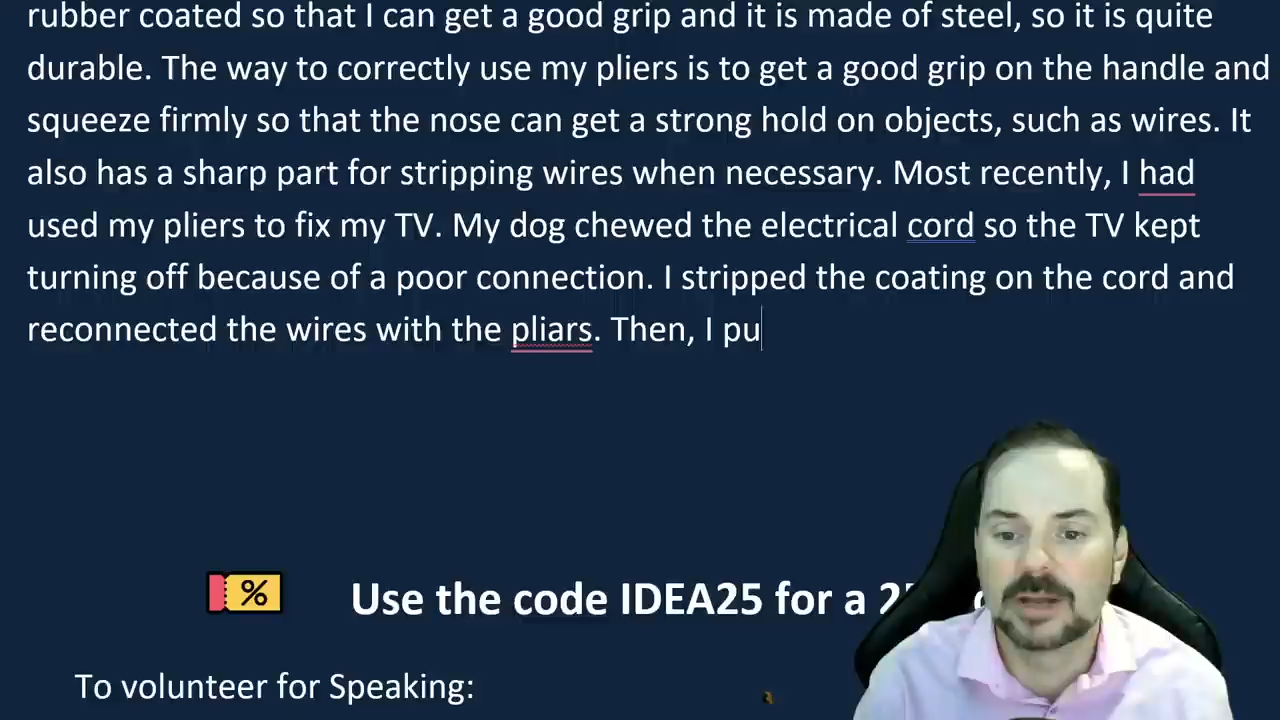 rubber coated so that I can get a good grip and it is made of steel, so it is quite
durable. The way to correctly use my pliers is to get a good grip on the handle and
squeeze firmly so that the nose can get a strong hold on objects, such as wires. It
also has a sharp part for stripping wires when necessary. Most recently, I had
used my pliers to fix my TV. My dog chewed the electrical cord so the TV kept
turning off because of a poor connection. I stripped the coating on the cord and
reconnected the wires with the pliars. Then, I pu
% Use the code IDEA25 for a
To volunteer for Speaking: